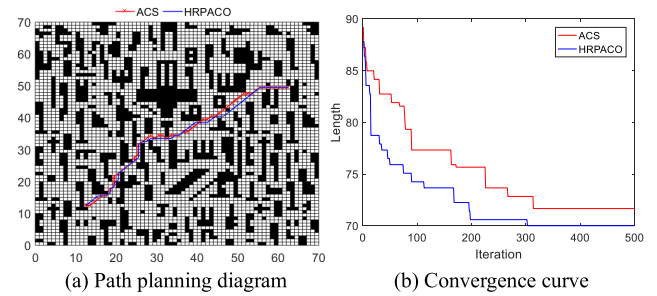 ACS HRPACO
70
60
50
40
30
20
10
0
0 10 20 30 40 50 60 70
(a) Path planning diagram
90
85
80
75
70
Length
ACS
HRPACO
0 100 200 300 400 500
Iteration
(b) Convergence curve